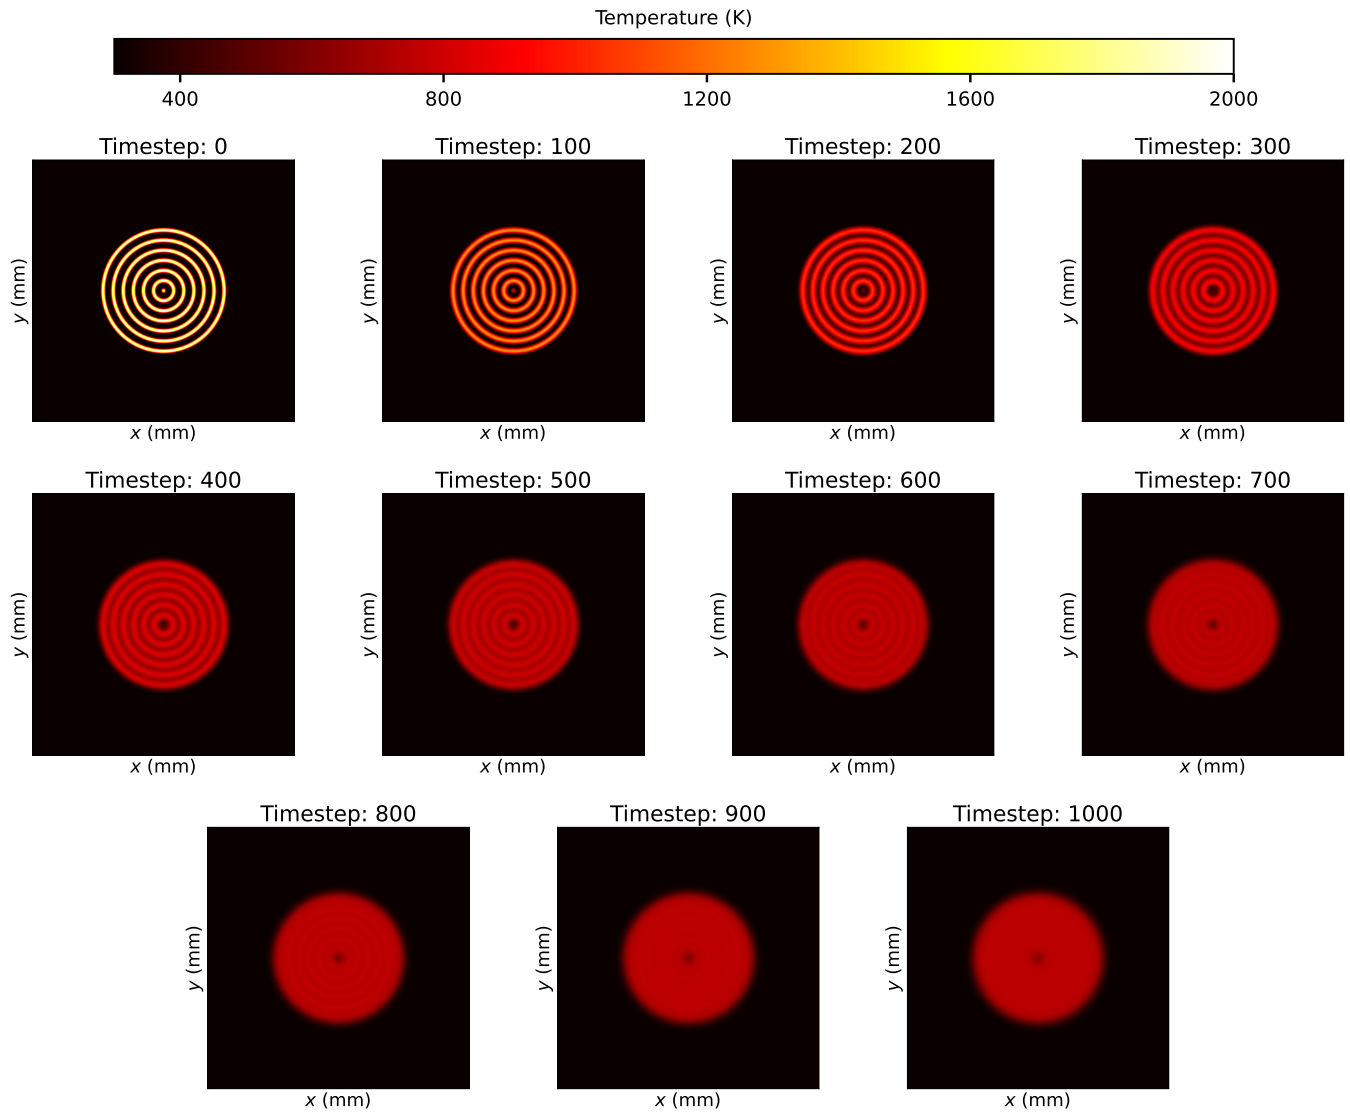 Temperature (K)
400 800 1200 1600 2000
Timestep: 0 Timestep: 100 Timestep: 200 Timestep: 300
y (mm) y (mm) y (mm) y (mm)
x (mm) x (mm) x (mm) x (mm)
Timestep: 400 Timestep: 500 Timestep: 600 Timestep: 700
y (mm) y (mm) y (mm) y (mm)
x (mm) x (mm) x (mm) x (mm)
Timestep: 800 Timestep: 900 Timestep: 1000
y (mm) y (mm) y (mm)
x (mm) x (mm) x (mm)